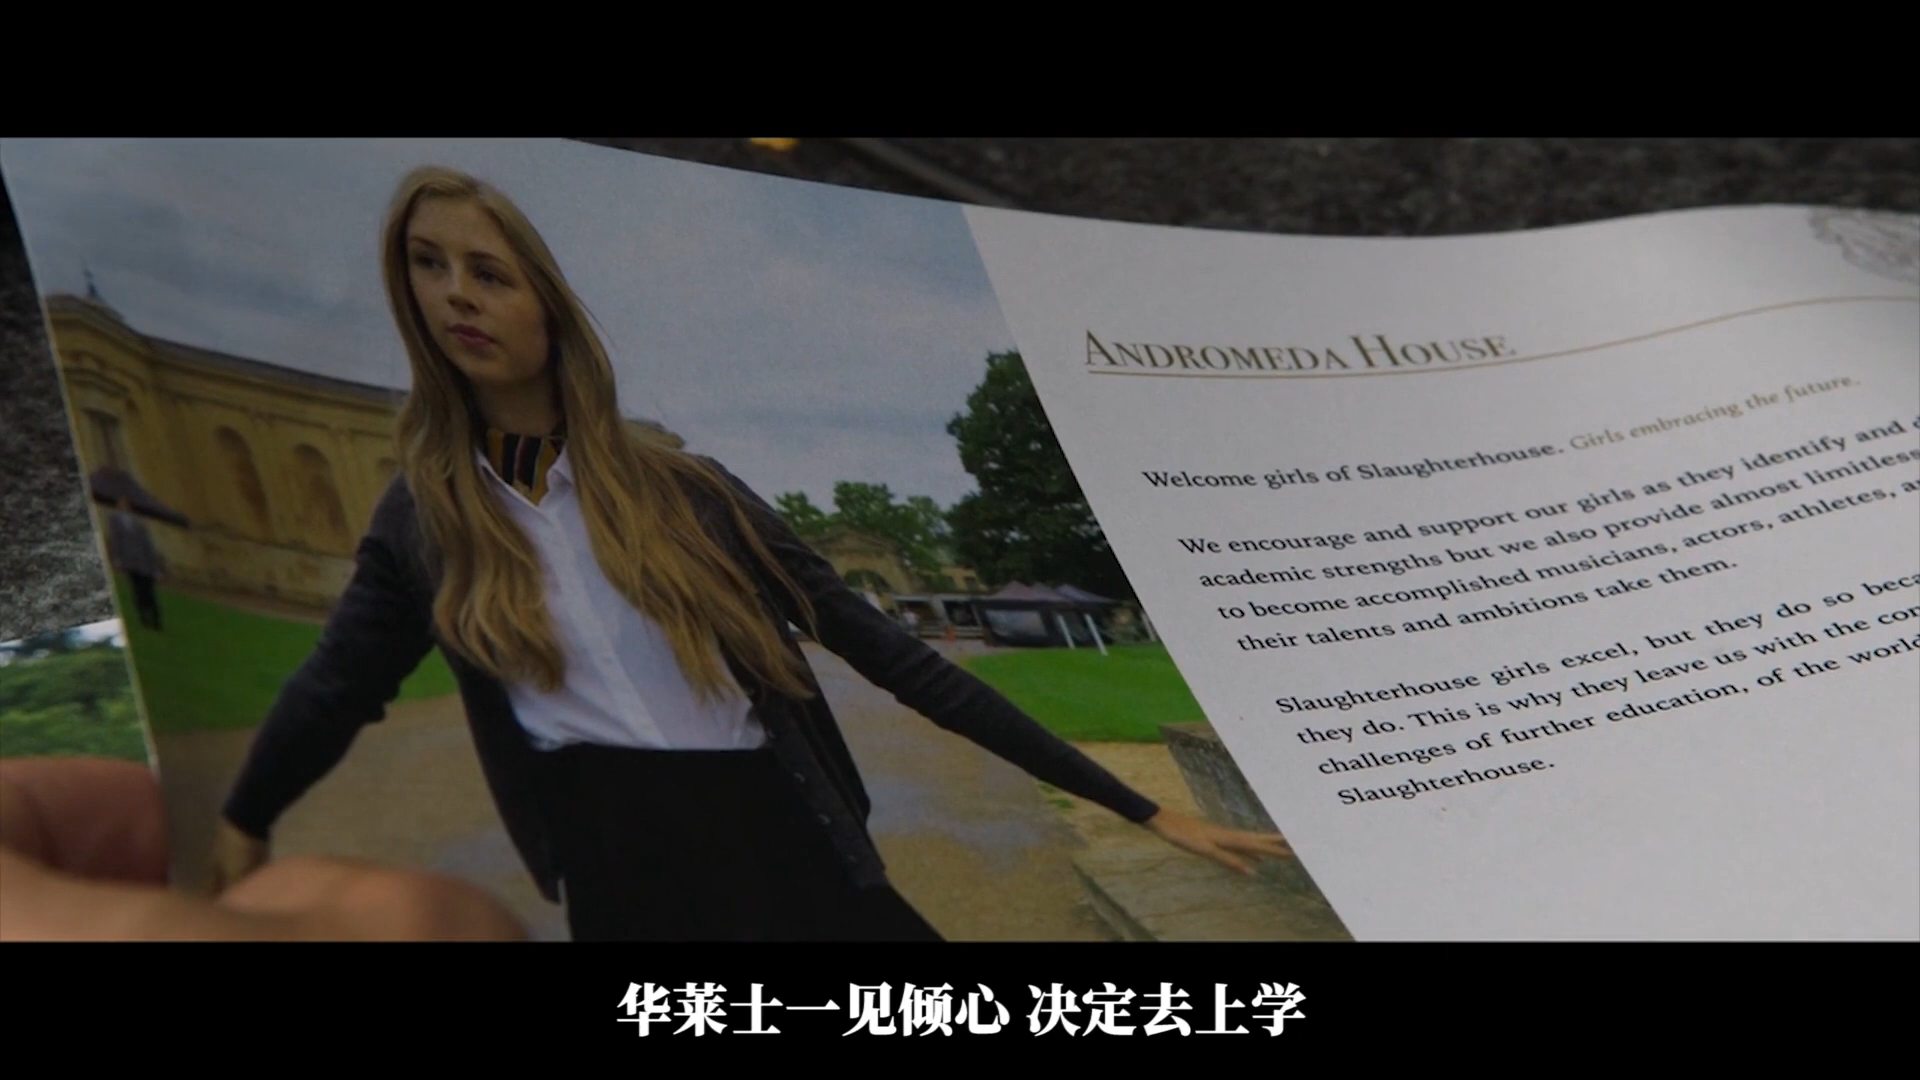 ANDROMEDA HOUSE
Welcome girls of Slaughterhouse. Girls embracing the future.
We encourage and support our girls as they identify and
academic strengths but we also provide almost limitless
to become accomplished musicians, actors, athletes,
their talents and ambitions take them.
Slaughterhouse girls excel, but they do so
they do. This is why they leave us with the
challenges of further education, of the world
Slaughterhouse.
华莱士一见倾心 决定去上学